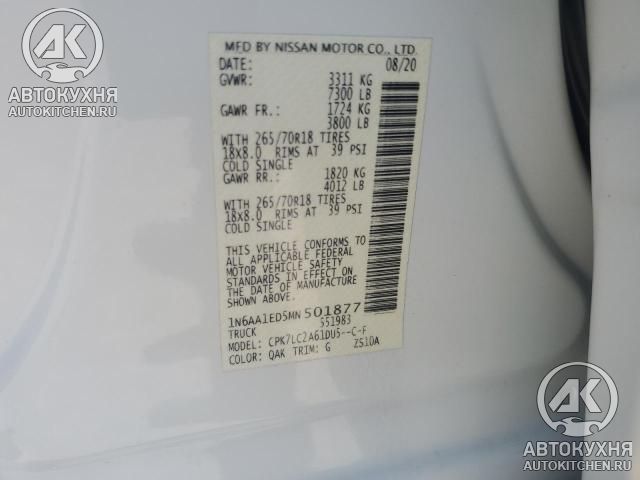 MFD BY NISSAN MOTOR CO., LTD.
DATE: 08/20
GVWR: 3311 KG
7300 LB
GAWR FR.: 1724 KG
3800 LB
WITH 265/70R18 TIRES
18x8.0 RIMS AT 39 PSI
COLD SINGLE
GAWR RR.: 1820 KG
4012 LB
WITH 265/70R18 TIRES
18x8.0 RIMS AT 39 PSI
COLD SINGLE
THIS VEHICLE CONFORMS TO
ALL APPLICABLE FEDERAL
MOTOR VEHICLE SAFETY
STANDARDS IN EFFECT ON
THE DATE OF MANUFACTURE
SHOWN ABOVE.
1N6AA1ED5MN501877
TRUCK 551983
MODEL: CPK7LC2A61DU5--C-F
COLOR: QAK TRIM: G ZS10A
АВТОКУХНЯ
AUTOKITCHEN.RU
АВТОКУХНЯ
AUTOKITCHEN.RU